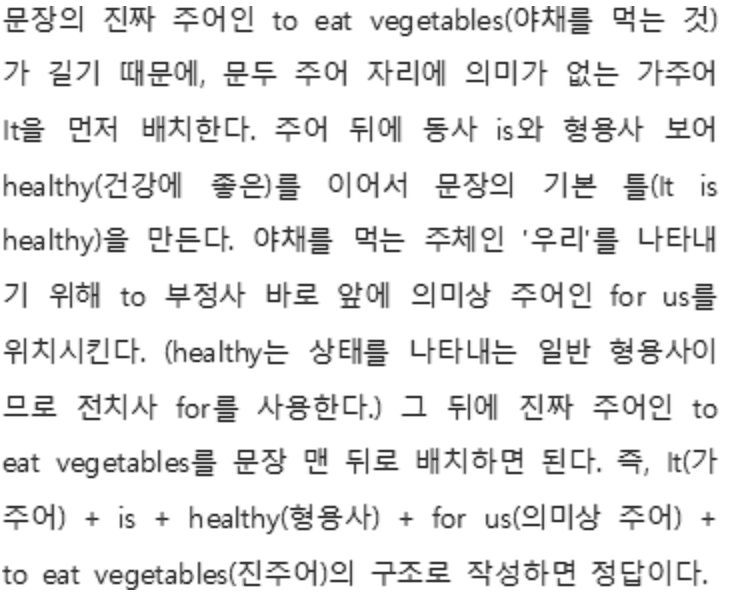 문장의 진짜 주어인 to eat vegetables(야채를 먹는 것)
가 길기 때문에, 문두 주어 자리에 의미가 없는 가주어
It을 먼저 배치한다. 주어 뒤에 동사 is와 형용사 보어
healthy(건강에 좋은)를 이어서 문장의 기본 틀(It is
healthy)을 만든다. 야채를 먹는 주체인 '우리'를 나타내
기 위해 to 부정사 바로 앞에 의미상 주어인 for us를
위치시킨다. (healthy는 상태를 나타내는 일반 형용사이
므로 전치사 for를 사용한다.) 그 뒤에 진짜 주어인 to
eat vegetables를 문장 맨 뒤로 배치하면 된다. 즉, It(가
주어) + is + healthy(형용사) + for us(의미상 주어) +
to eat vegetables(진주어)의 구조로 작성하면 정답이다.